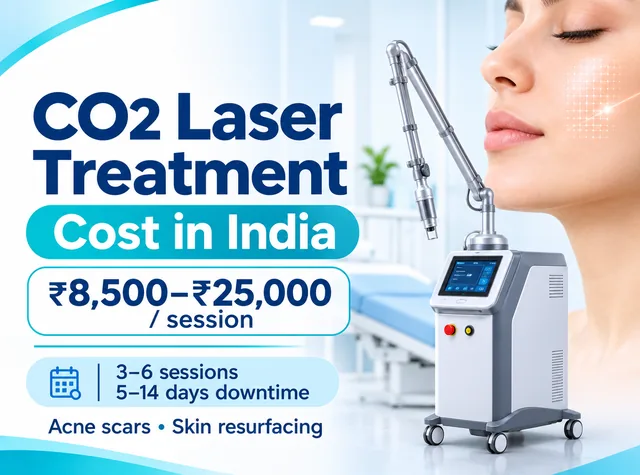 CO2 Laser
Treatment
Cost in India
₹8,500–₹25,000
/ session
3–6 sessions
5–14 days downtime
Acne scars • Skin resurfacing